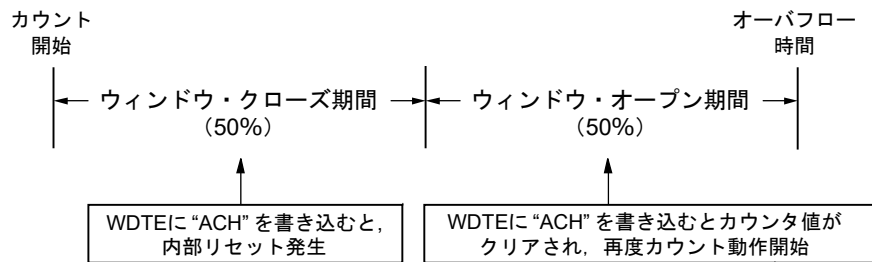 カウント
開始
オーバフロー
時間
ウィンドウ・クローズ期間
（50%）
ウィンドウ・オープン期間
（50%）
WDTEに “ACH” を書き込むと，
内部リセット発生
WDTEに “ACH” を書き込むとカウンタ値が
クリアされ，再度カウント動作開始